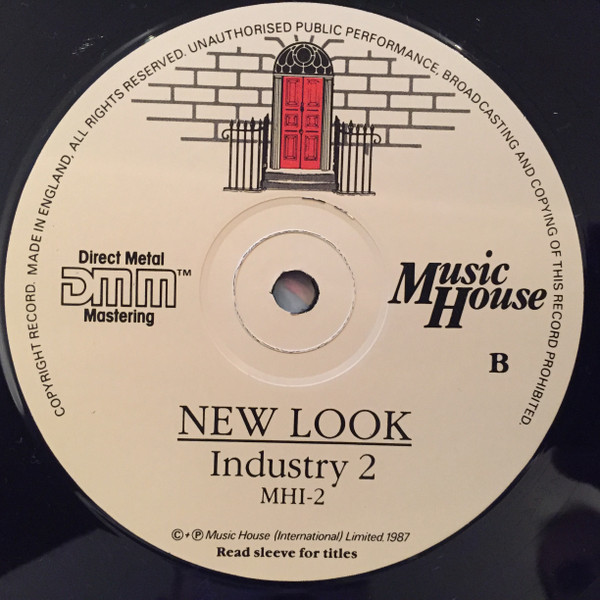 COPYRIGHT RECORD. MADE IN ENGLAND. ALL RIGHTS RESERVED. UNAUTHORISED PUBLIC PERFORMANCE, BROADCASTING AND COPYING OF THIS RECORD PROHIBITED.
Direct Metal
DMM™
Mastering
Music
House
B
NEW LOOK
Industry 2
MHI-2
©+℗ Music House (International) Limited. 1987
Read sleeve for titles